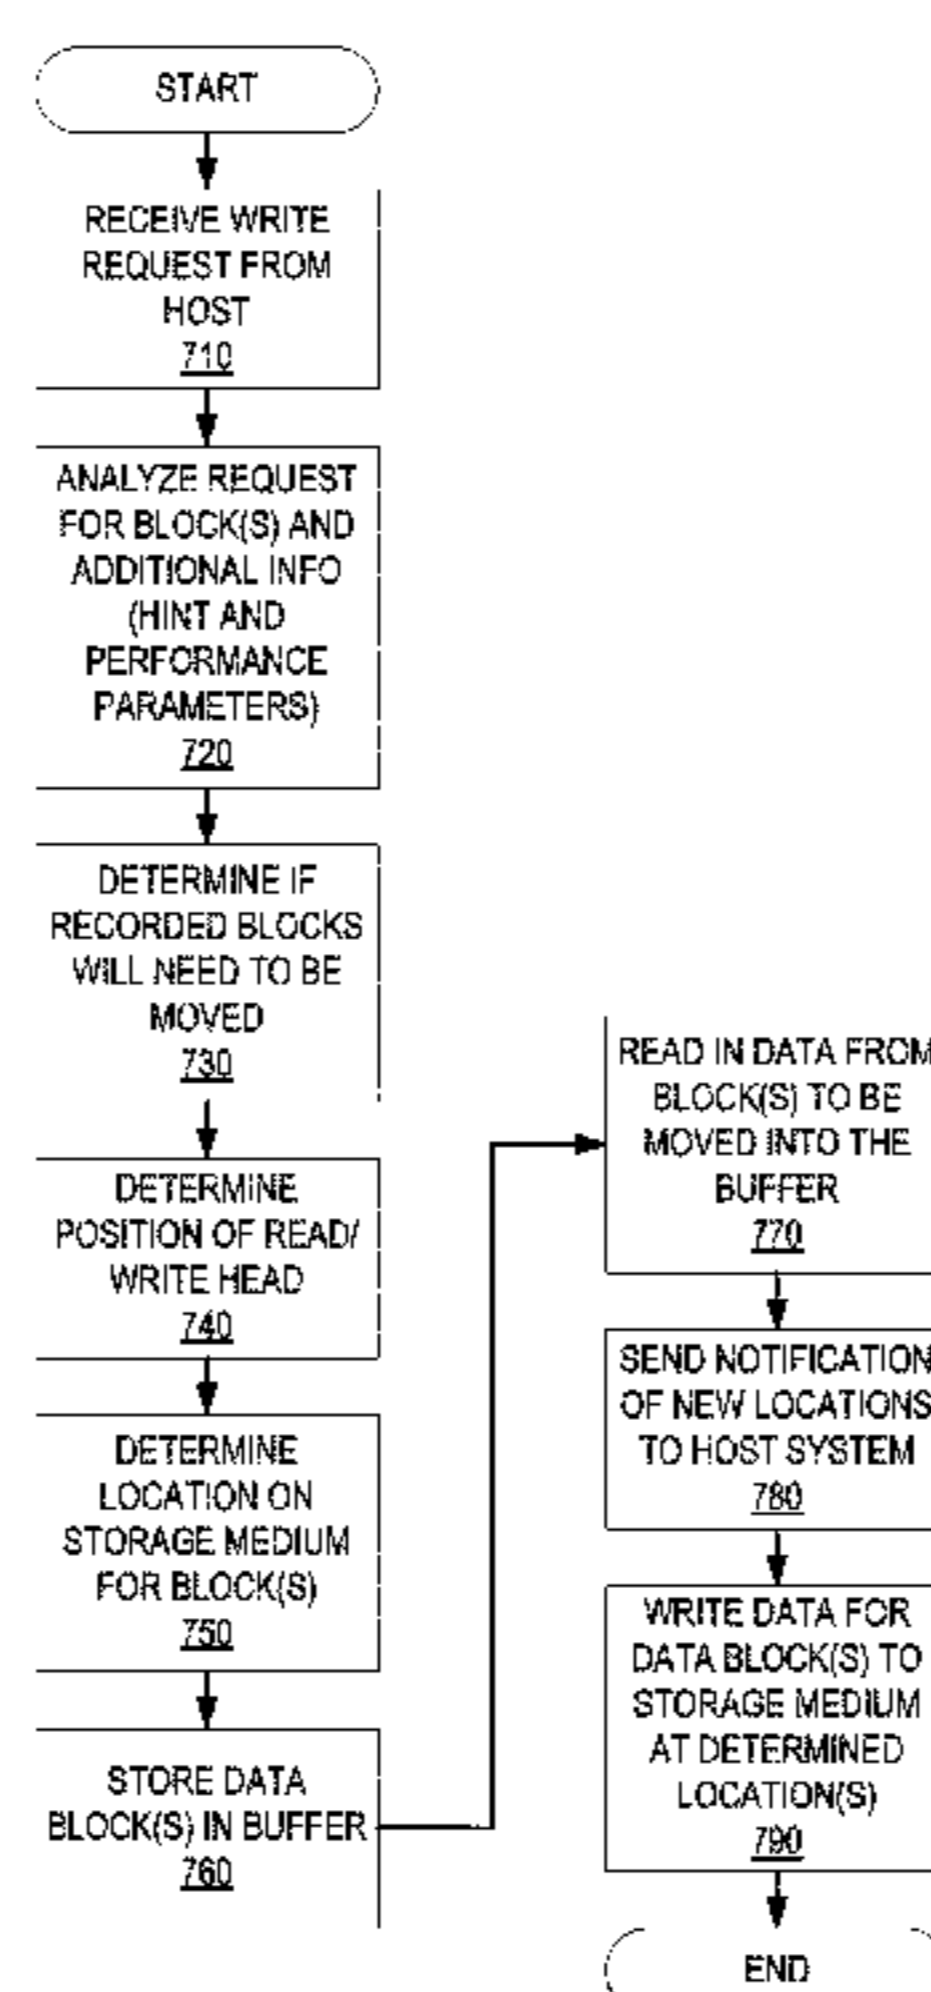 START
RECEIVE WRITE
REQUEST FROM
HOST
710
ANALYZE REQUEST
FOR BLOCK(S) AND
ADDITIONAL INFO
(HINT AND
PERFORMANCE
PARAMETERS)
720
DETERMINE IF
RECORDED BLOCKS
WILL NEED TO BE
MOVED
730
DETERMINE
POSITION OF READ/
WRITE HEAD
740
DETERMINE
LOCATION ON
STORAGE MEDIUM
FOR BLOCK(S)
750
STORE DATA
BLOCK(S) IN BUFFER
760
READ IN DATA FROM
BLOCK(S) TO BE
MOVED INTO THE
BUFFER
770
SEND NOTIFICATION
OF NEW LOCATIONS
TO HOST SYSTEM
780
WRITE DATA FOR
DATA BLOCK(S) TO
STORAGE MEDIUM
AT DETERMINED
LOCATION(S)
790
END